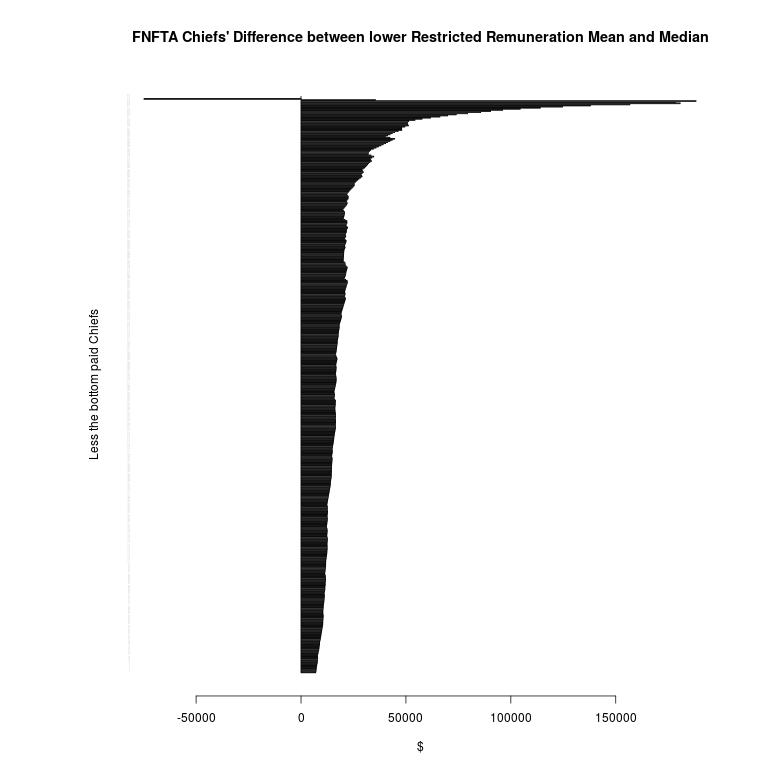 FNFTA Chiefs' Difference between lower Restricted Remuneration Mean and Median
Less the bottom paid Chiefs
-50000 0 50000 100000 150000
$